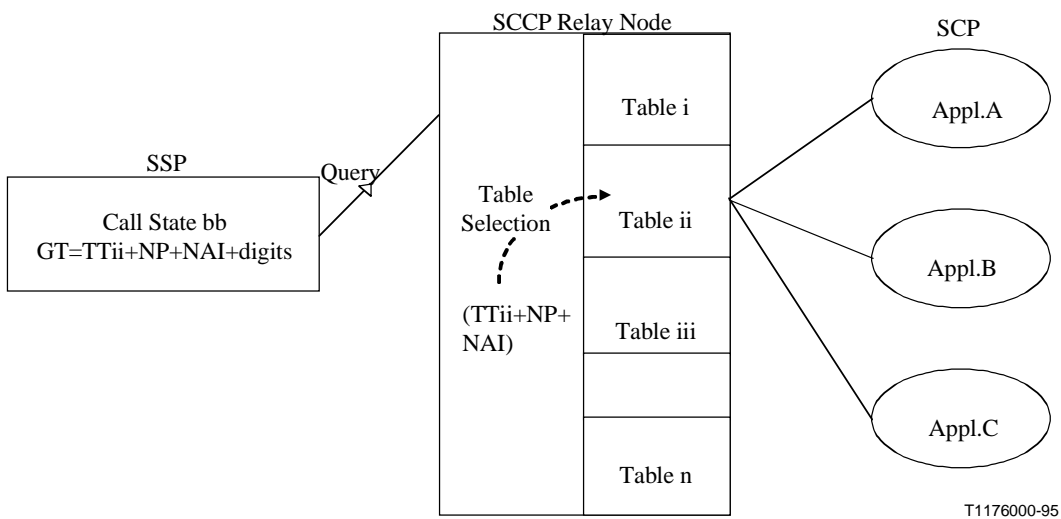 SCCP Relay Node
SCP
SSP
Query
Call State bb
GT=TTii+NP+NAI+digits
Table
Selection
(TTii+NP+
NAI)
Table i
Table ii
Table iii
Table n
Appl.A
Appl.B
Appl.C
T1176000-95